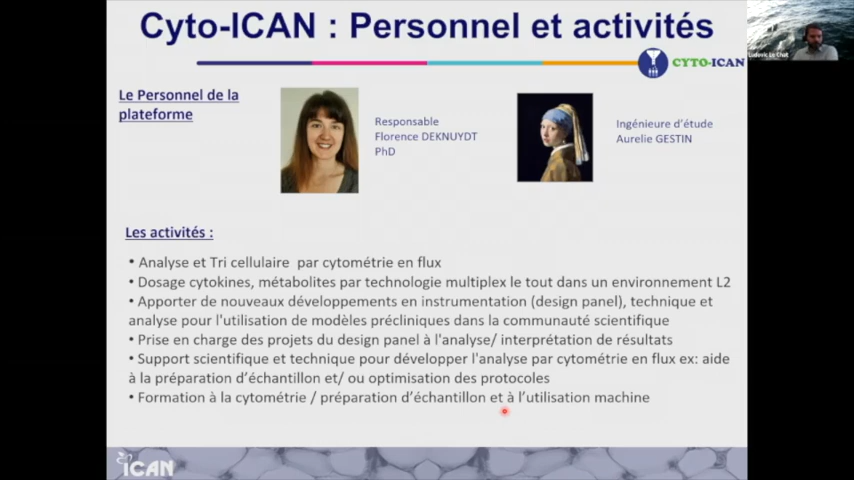 Cyto-ICAN : Personnel et activités
CYTO-ICAN
Ludovic Le Chat
Le Personnel de la
plateforme
Responsable
Florence DEKNUYDT
PhD
Ingénieure d'étude
Aurelie GESTIN
Les activités :
• Analyse et Tri cellulaire par cytométrie en flux
• Dosage cytokines, métabolites par technologie multiplex le tout dans un environnement L2
• Apporter de nouveaux développements en instrumentation (design panel), technique et
analyse pour l'utilisation de modèles précliniques dans la communauté scientifique
• Prise en charge des projets du design panel à l'analyse/ interprétation de résultats
• Support scientifique et technique pour développer l'analyse par cytométrie en flux ex: aide
à la préparation d'échantillon et/ ou optimisation des protocoles
• Formation à la cytométrie / préparation d'échantillon et à l'utilisation machine
ICAN